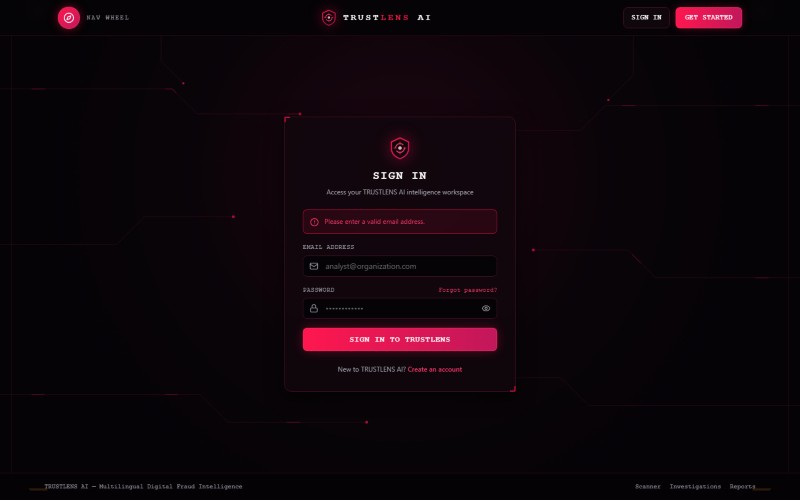 NAV WHEEL
TRUSTLENS AI
SIGN IN
GET STARTED
SIGN IN
Access your TRUSTLENS AI intelligence workspace
Please enter a valid email address.
EMAIL ADDRESS
analyst@organization.com
PASSWORD
Forgot password?
••••••••••••
SIGN IN TO TRUSTLENS
New to TRUSTLENS AI? Create an account
TRUSTLENS AI — Multilingual Digital Fraud Intelligence
Scanner Investigations Reports